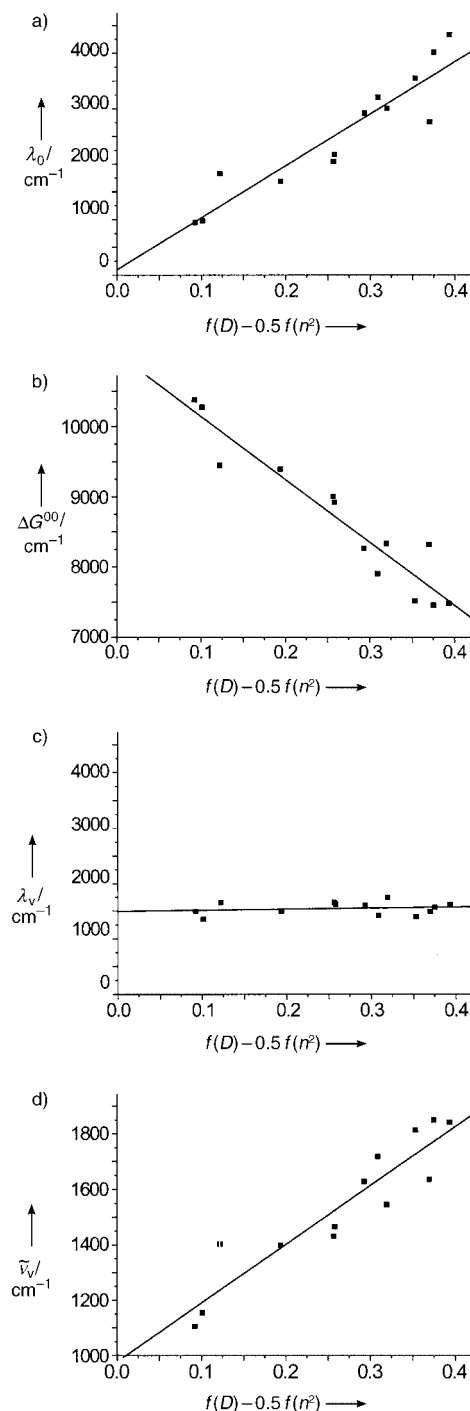 a)
4000
3000
2000
1000
0
λ₀/
cm⁻¹
0.0 0.1 0.2 0.3 0.4
f(D)−0.5 f(n²)
b)
10000
9000
8000
7000
ΔG⁰⁰/
cm⁻¹
0.0 0.1 0.2 0.3 0.4
f(D)−0.5 f(n²)
c)
4000
3000
2000
1000
0
λᵥ/
cm⁻¹
0.0 0.1 0.2 0.3 0.4
f(D)−0.5 f(n²)
d)
1800
1600
1400
1200
1000
ṽᵥ/
cm⁻¹
0.0 0.1 0.2 0.3 0.4
f(D)−0.5 f(n²)